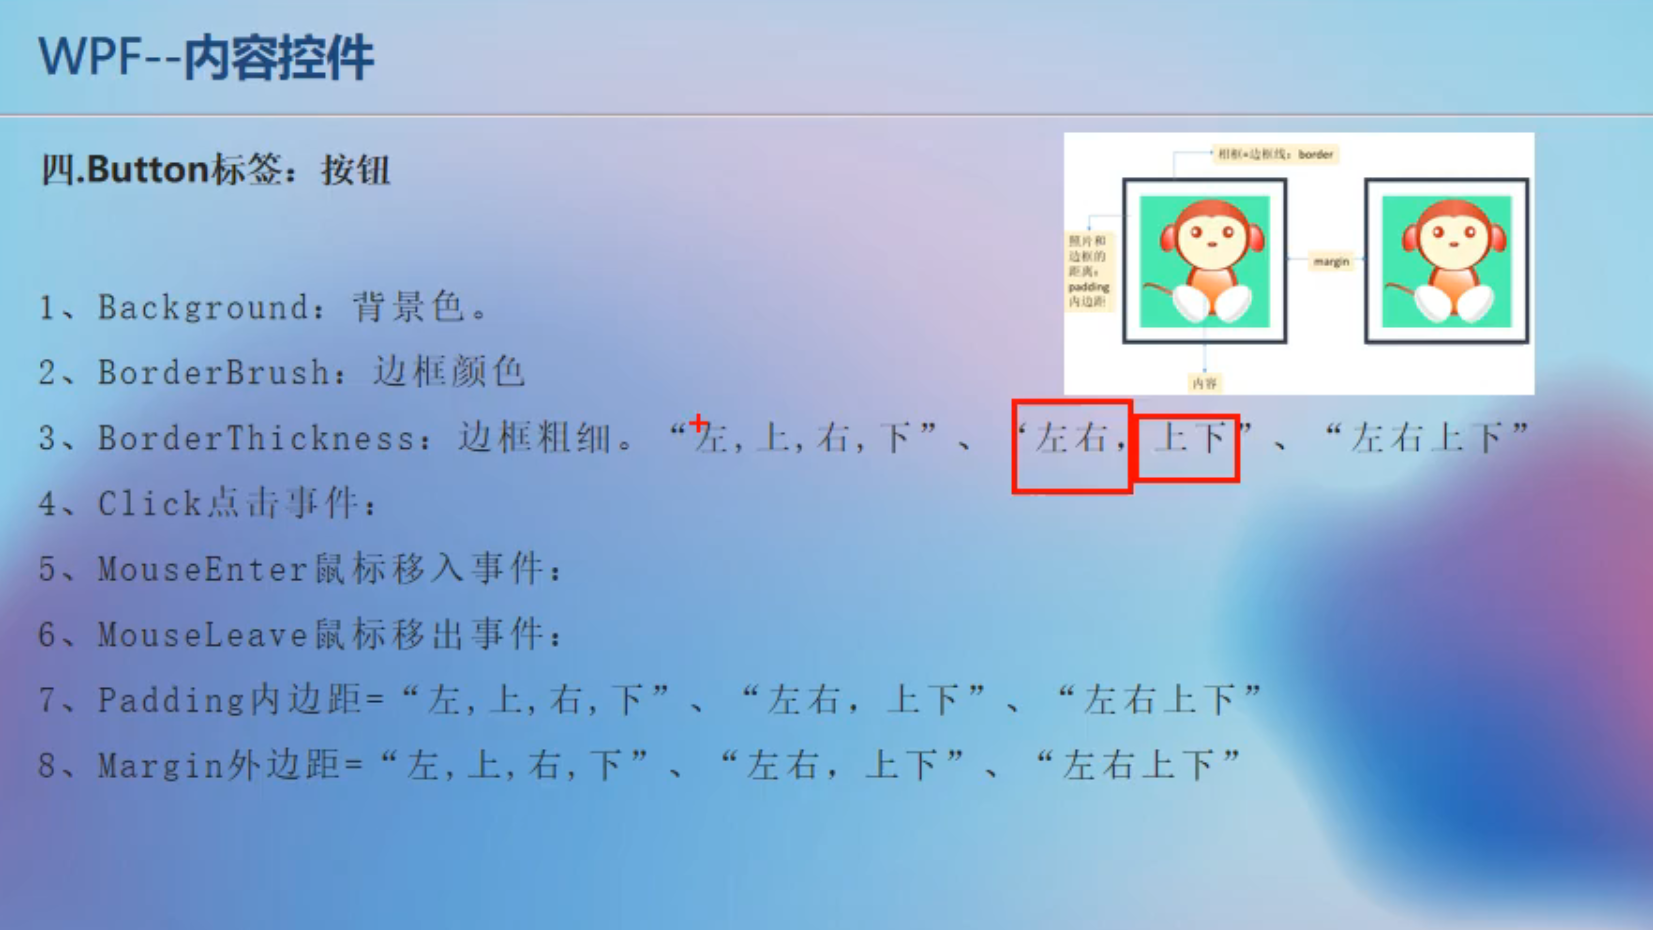 WPF--内容控件
四.Button标签：按钮
相框=边框线：border
照片和
边框的
距离：
padding
内边距
margin
内容
1、Background：背景色。
2、BorderBrush：边框颜色
3、BorderThickness：边框粗细。“左,上,右,下”、“左右，上下”、“左右上下”
4、Click点击事件：
5、MouseEnter鼠标移入事件：
6、MouseLeave鼠标移出事件：
7、Padding内边距=“左,上,右,下”、“左右，上下”、“左右上下”
8、Margin外边距=“左,上,右,下”、“左右，上下”、“左右上下”